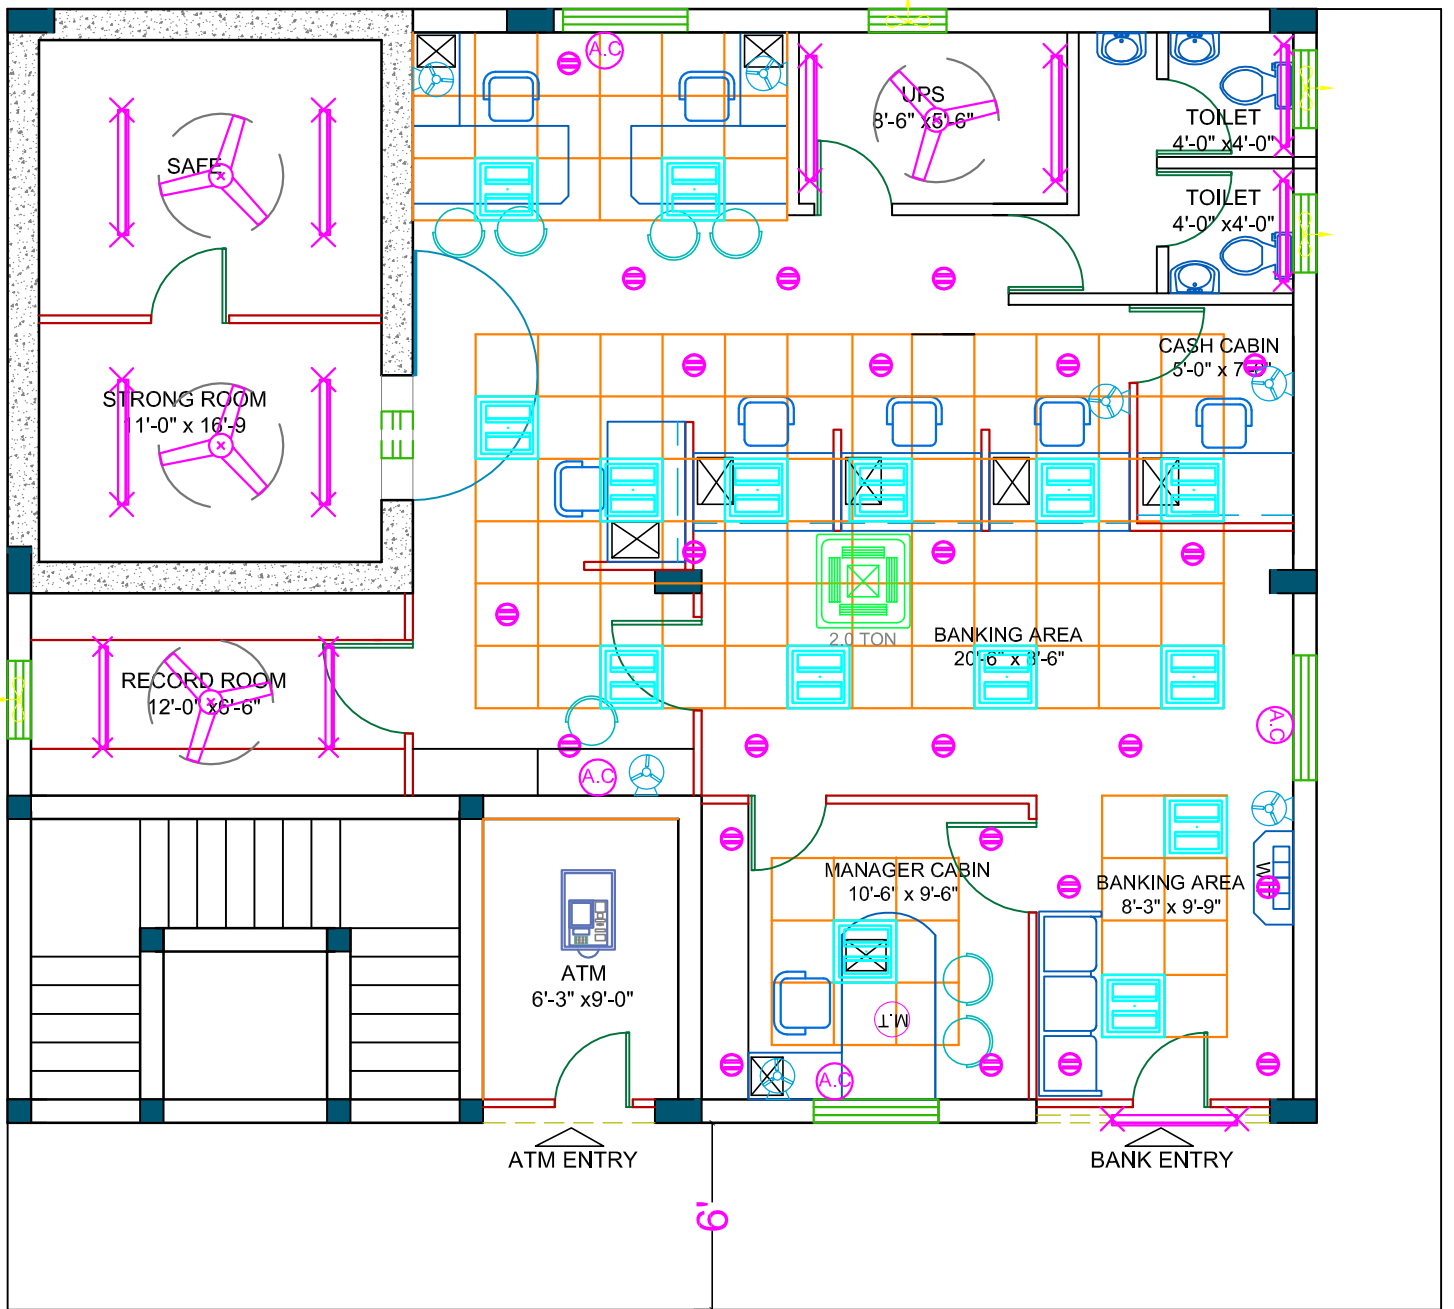 A.C
UPS
8'-6" x5'-6"
TOILET
4'-0" x4'-0"
SAFE
TOILET
4'-0" x4'-0"
CASH CABIN
5'-0" x 7'
STRONG ROOM
11'-0" x 16'-9
2.0 TON
BANKING AREA
20'-6" x 8'-6"
RECORD ROOM
12'-0" x6'-6"
A.C
A.C
MANAGER CABIN
10'-6" x 9'-6"
BANKING AREA
8'-3" x 9'-9"
ATM
6'-3" x9'-0"
M.T
A.C
ATM ENTRY
BANK ENTRY